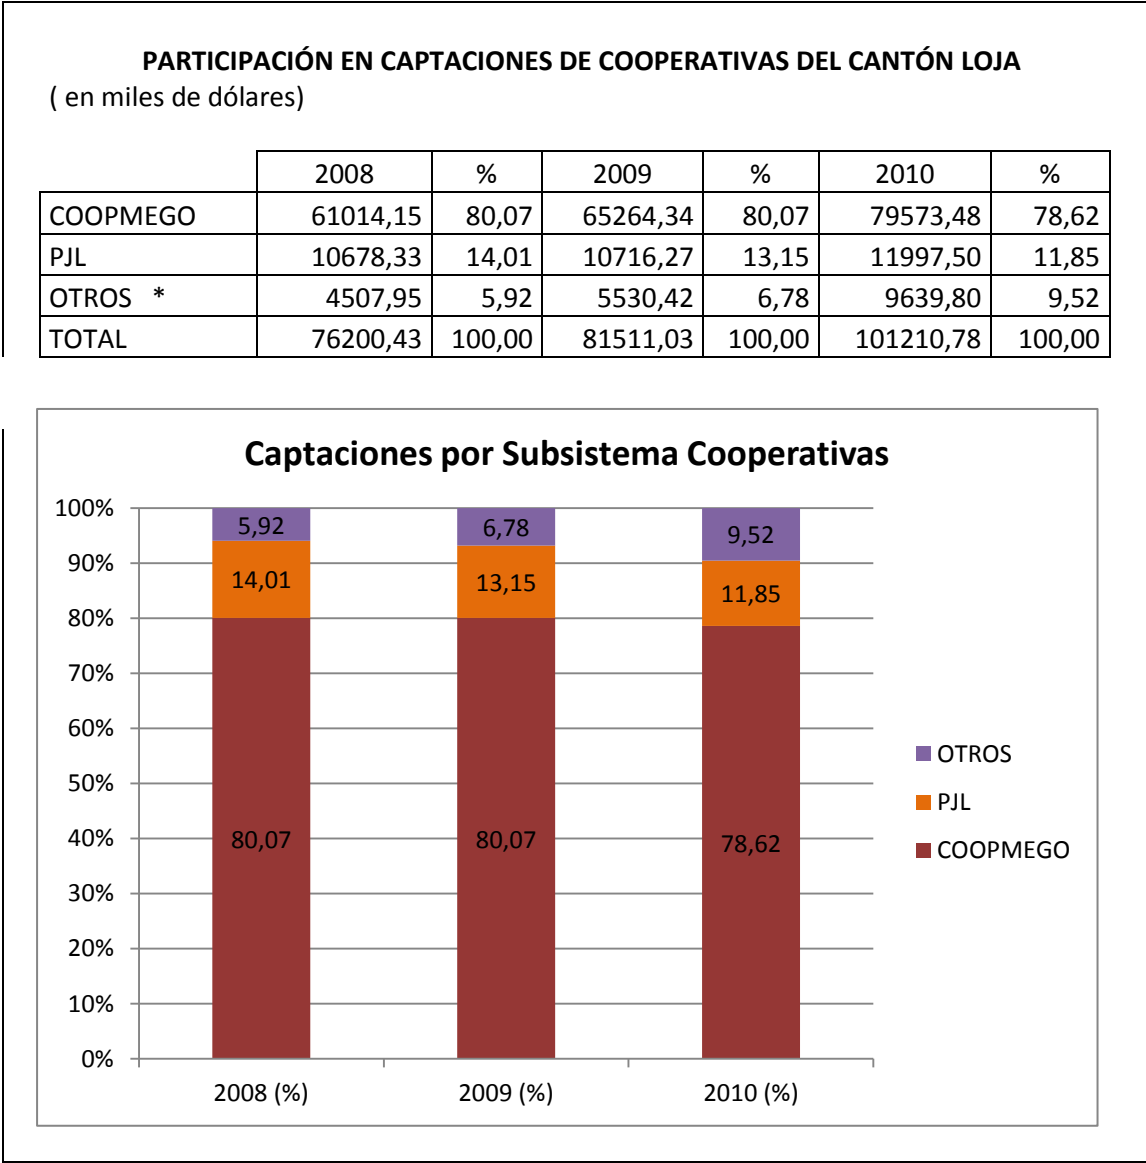 PARTICIPACIÓN EN CAPTACIONES DE COOPERATIVAS DEL CANTÓN LOJA
( en miles de dólares)
2008 % 2009 % 2010 %
COOPMEGO 61014,15 80,07 65264,34 80,07 79573,48 78,62
PJL 10678,33 14,01 10716,27 13,15 11997,50 11,85
OTROS * 4507,95 5,92 5530,42 6,78 9639,80 9,52
TOTAL 76200,43 100,00 81511,03 100,00 101210,78 100,00
Captaciones por Subsistema Cooperativas
100%
5,92 6,78 9,52
90%
14,01 13,15 11,85
80%
70%
60%
OTROS
50%
PJL
40%
80,07 80,07 78,62
COOPMEGO
30%
20%
10%
0%
2008 (%) 2009 (%) 2010 (%)